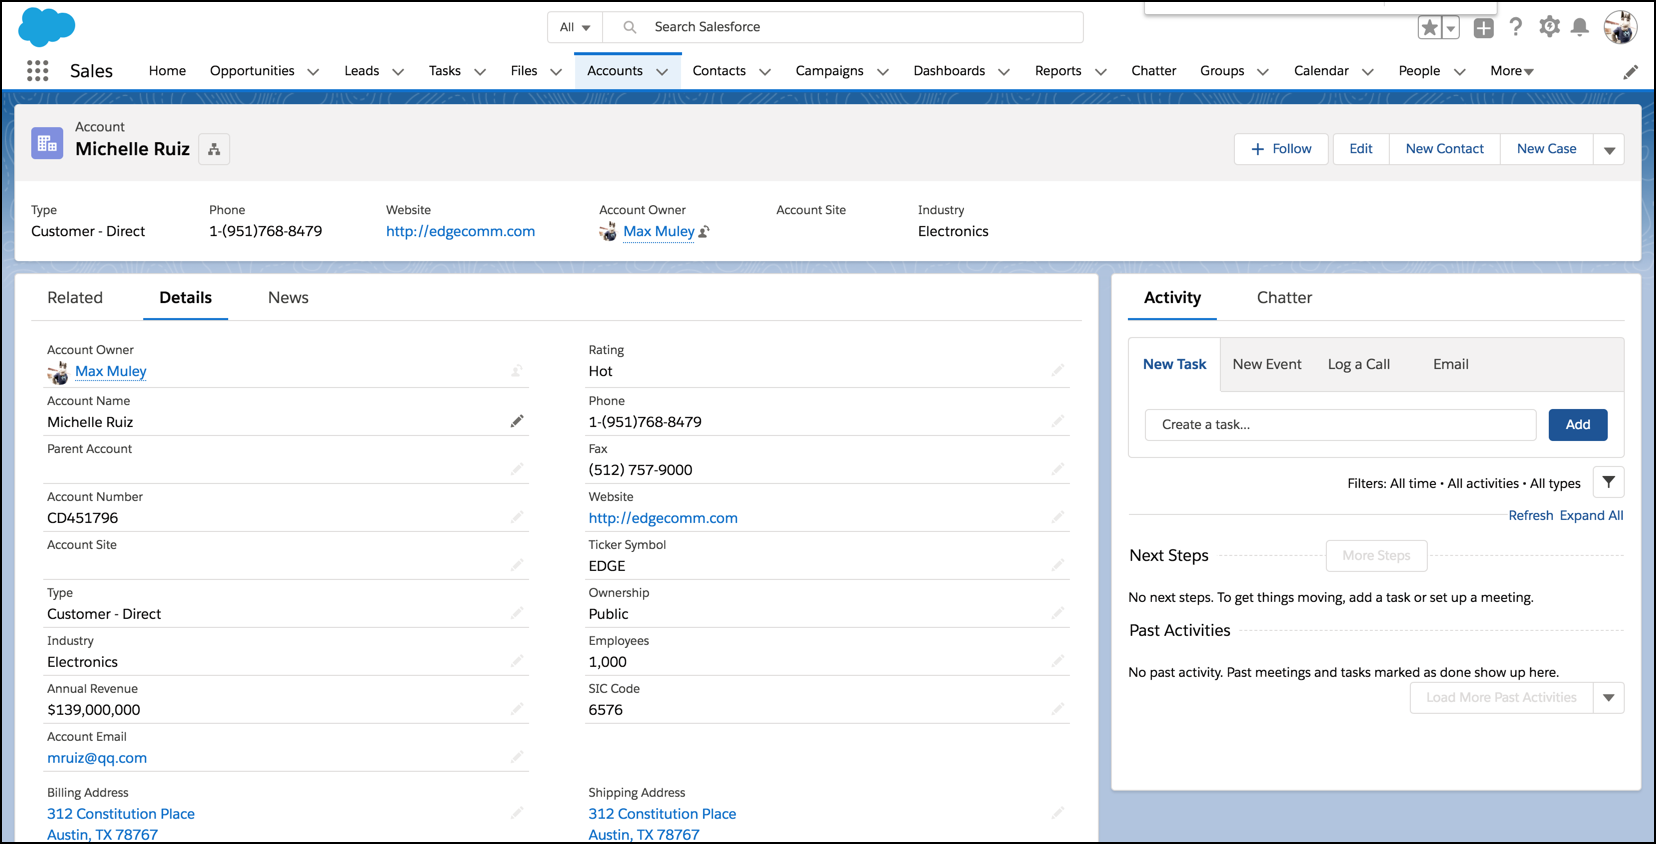 All
Search Salesforce
Sales Home Opportunities Leads Tasks Files Accounts Contacts Campaigns Dashboards Reports Chatter Groups Calendar People More
Account
Michelle Ruiz
+ Follow Edit New Contact New Case
Type Phone Website Account Owner Account Site Industry
Customer - Direct 1-(951)768-8479 http://edgecomm.com Max Muley Electronics
Related Details News
Account Owner
Max Muley
Account Name
Michelle Ruiz
Parent Account
Account Number
CD451796
Account Site
Type
Customer - Direct
Industry
Electronics
Annual Revenue
$139,000,000
Account Email
mruiz@qq.com
Billing Address
312 Constitution Place
Austin, TX 78767
Rating
Hot
Phone
1-(951)768-8479
Fax
(512) 757-9000
Website
http://edgecomm.com
Ticker Symbol
EDGE
Ownership
Public
Employees
1,000
SIC Code
6576
Shipping Address
312 Constitution Place
Austin, TX 78767
Activity Chatter
New Task New Event Log a Call Email
Create a task... Add
Filters: All time • All activities • All types
Refresh Expand All
Next Steps More Steps
No next steps. To get things moving, add a task or set up a meeting.
Past Activities
No past activity. Past meetings and tasks marked as done show up here.
Load More Past Activities